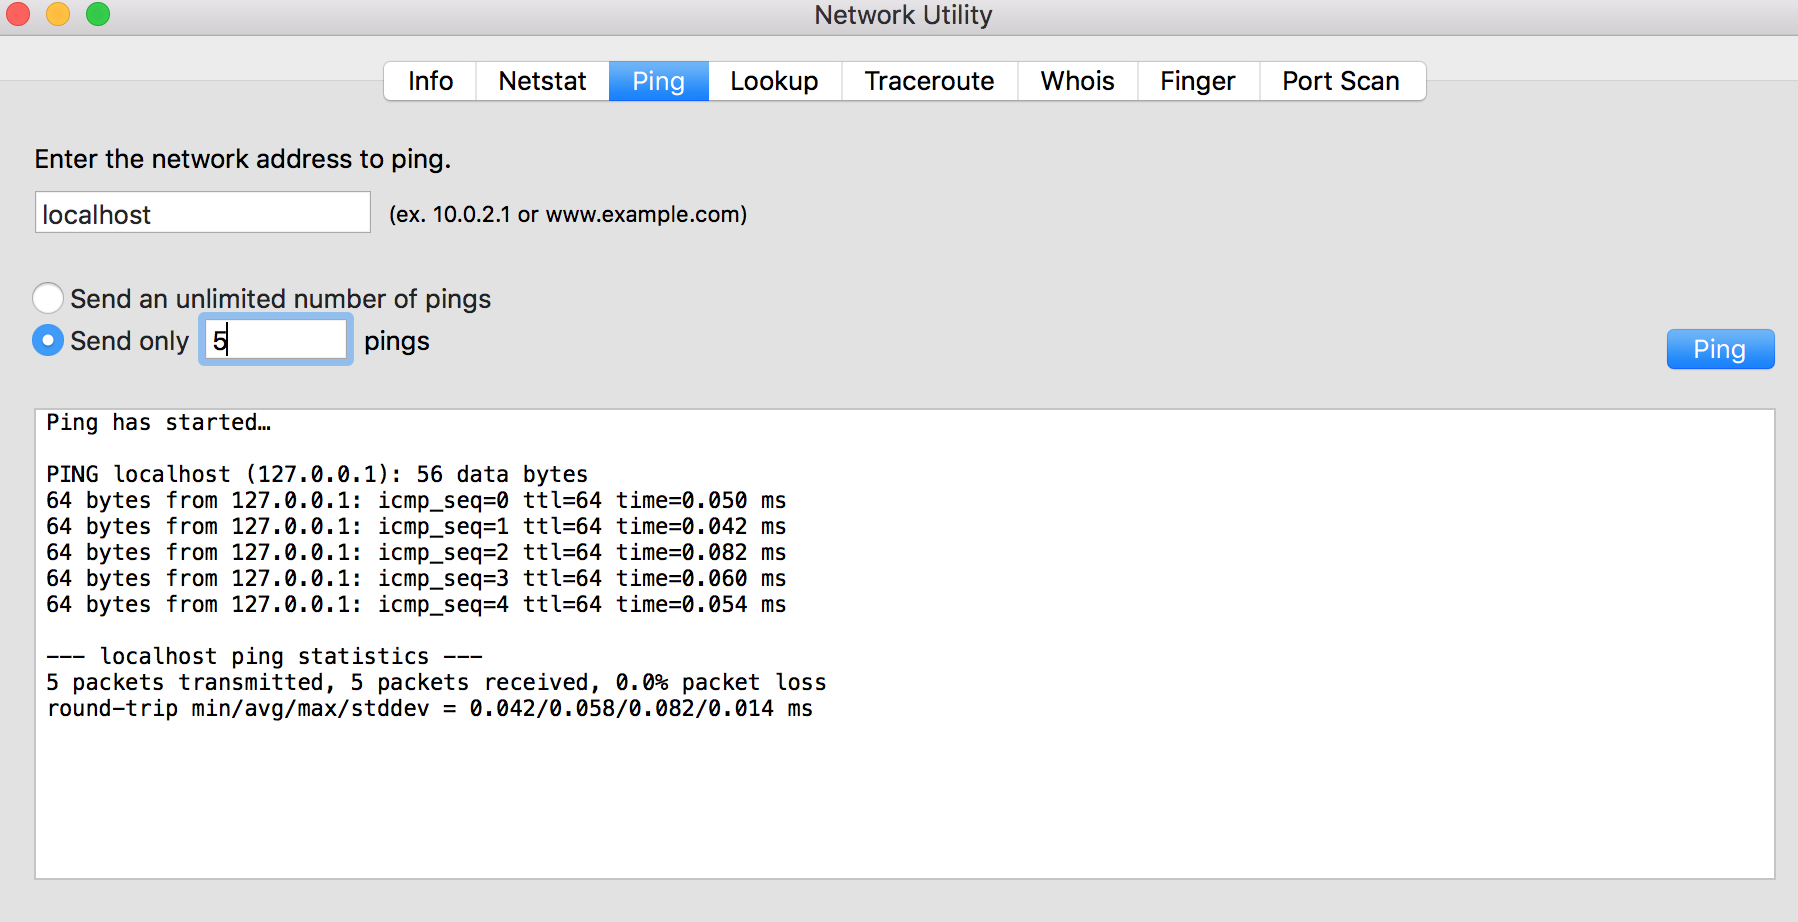 Network Utility
Info Netstat Ping Lookup Traceroute Whois Finger Port Scan
Enter the network address to ping.
localhost (ex. 10.0.2.1 or www.example.com)
Send an unlimited number of pings
Send only 5 pings
Ping
Ping has started…
PING localhost (127.0.0.1): 56 data bytes
64 bytes from 127.0.0.1: icmp_seq=0 ttl=64 time=0.050 ms
64 bytes from 127.0.0.1: icmp_seq=1 ttl=64 time=0.042 ms
64 bytes from 127.0.0.1: icmp_seq=2 ttl=64 time=0.082 ms
64 bytes from 127.0.0.1: icmp_seq=3 ttl=64 time=0.060 ms
64 bytes from 127.0.0.1: icmp_seq=4 ttl=64 time=0.054 ms
--- localhost ping statistics ---
5 packets transmitted, 5 packets received, 0.0% packet loss
round-trip min/avg/max/stddev = 0.042/0.058/0.082/0.014 ms